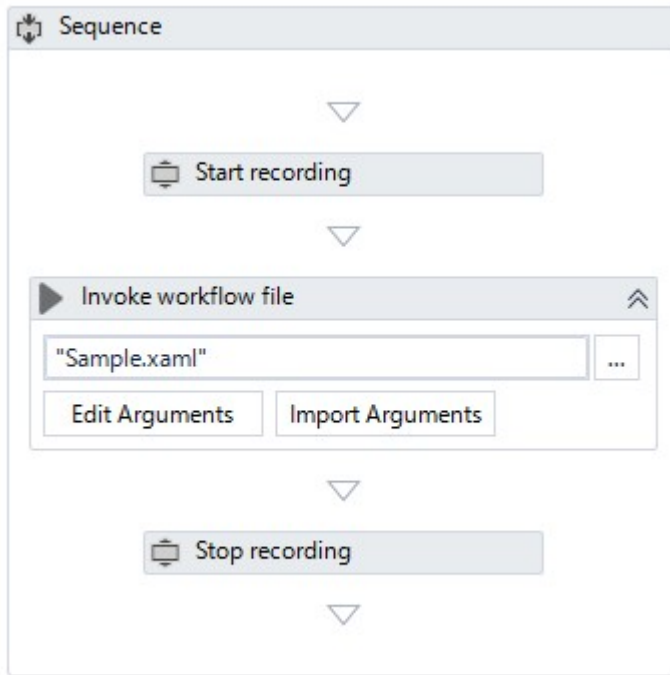 Sequence
Start recording
Invoke workflow file
"Sample.xaml"
...
Edit Arguments Import Arguments
Stop recording